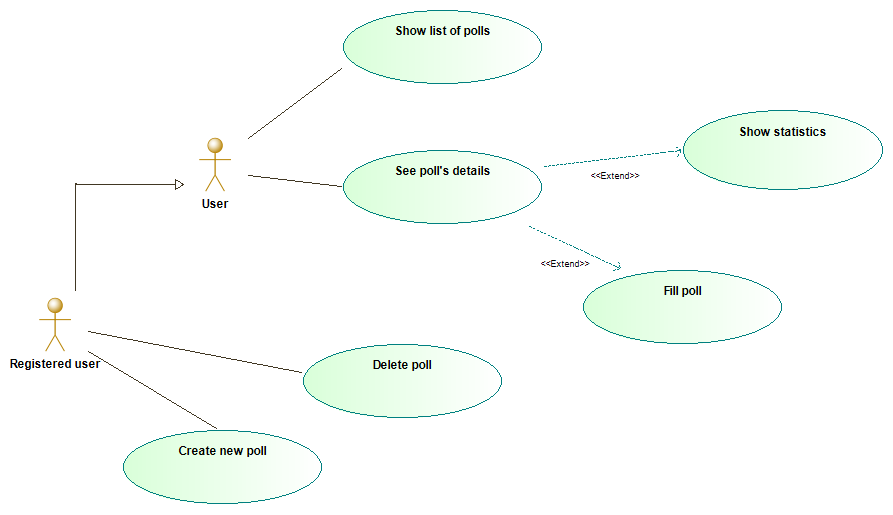 Show list of polls
Show statistics
See poll's details
<<Extend>>
User
<<Extend>>
Fill poll
Registered user
Delete poll
Create new poll